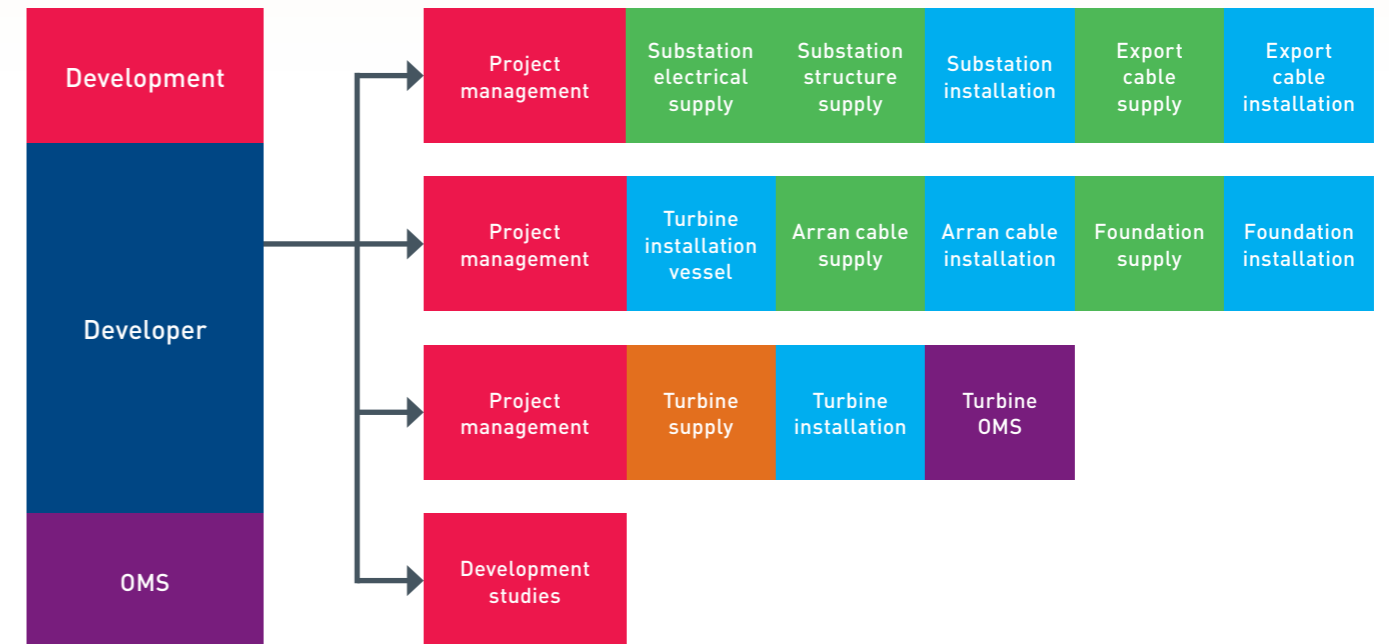 Development
Developer
OMS
Project
management
Substation
electrical
supply
Substation
structure
supply
Substation
installation
Export
cable
supply
Export
cable
installation
Project
management
Turbine
installation
vessel
Arran cable
supply
Arran cable
installation
Foundation
supply
Foundation
installation
Project
management
Turbine
supply
Turbine
installation
Turbine
OMS
Development
studies